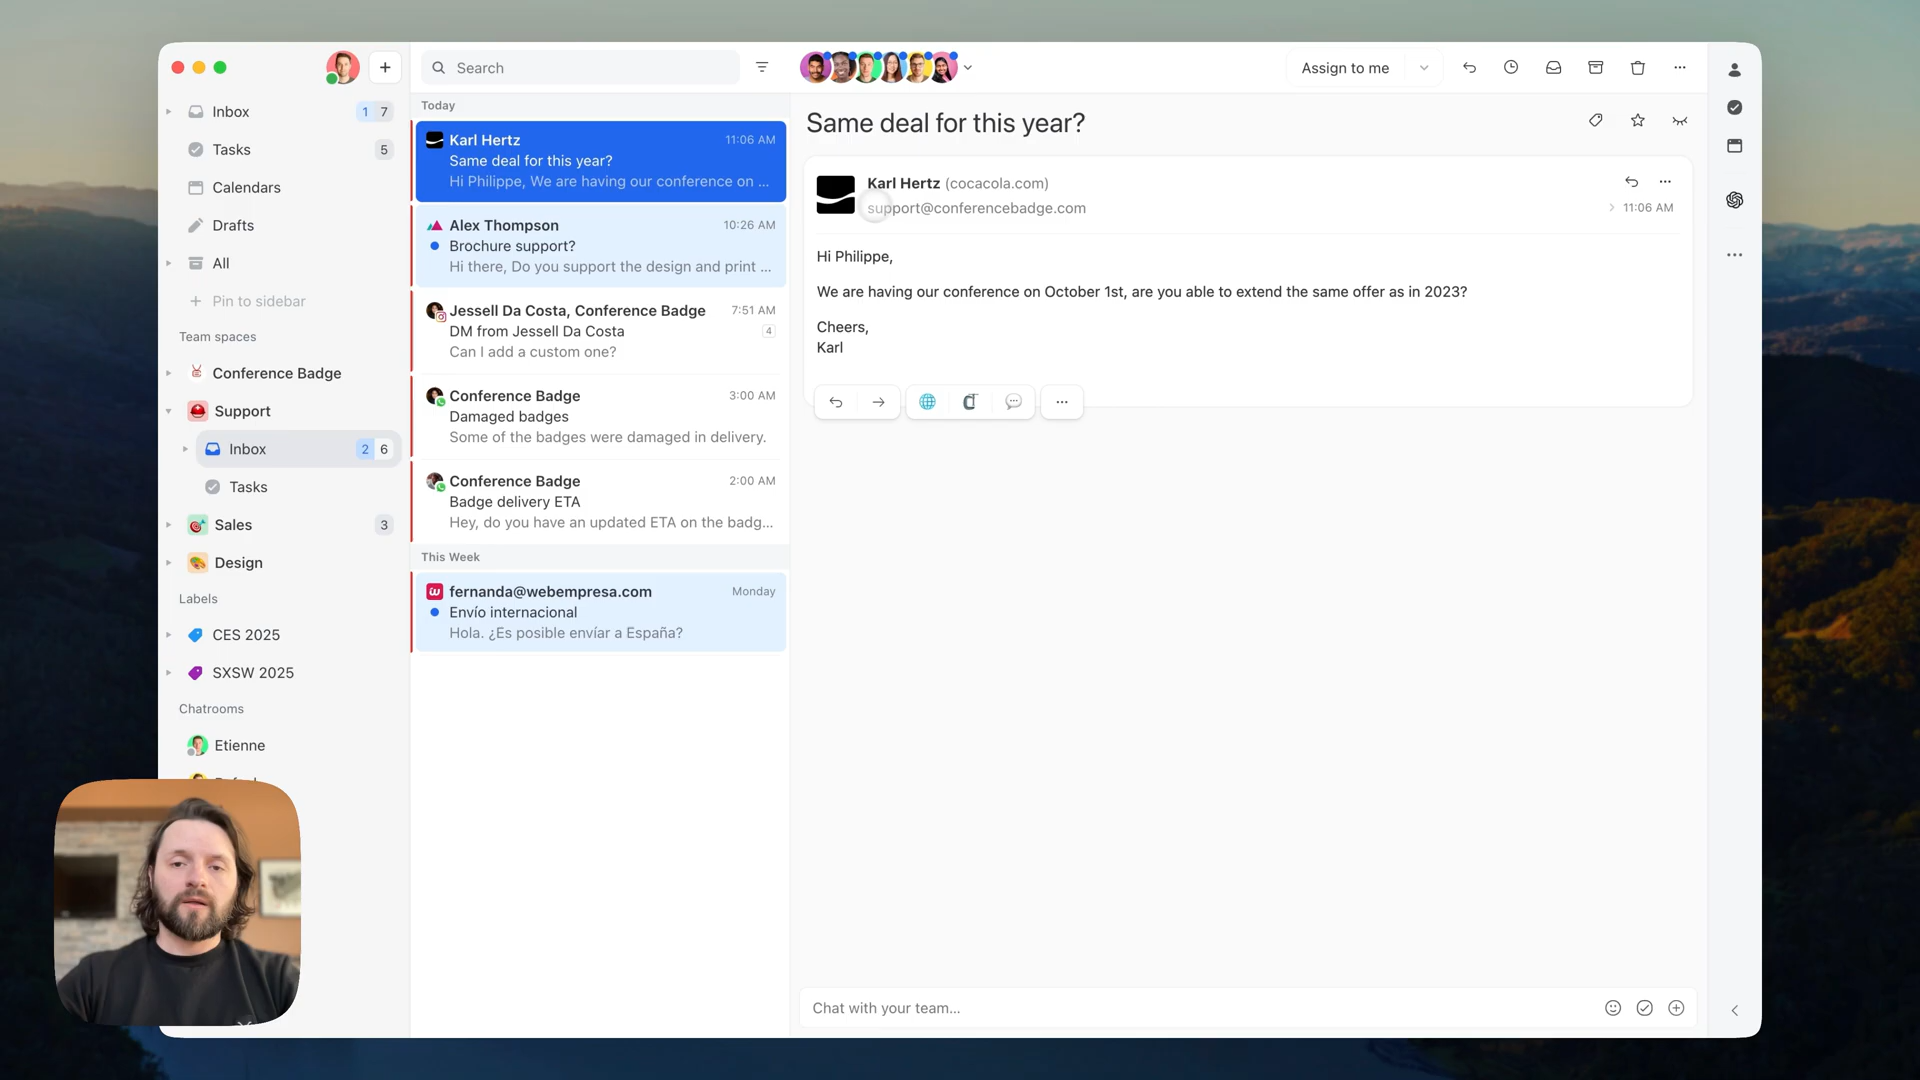 Inbox
1 7
Tasks
5
Calendars
Drafts
All
Pin to sidebar
Team spaces
Conference Badge
Support
Inbox
2 6
Tasks
Sales
3
Design
Labels
CES 2025
SXSW 2025
Chatrooms
Etienne
Search
Today
Karl Hertz
11:06 AM
Same deal for this year?
Hi Philippe, We are having our conference on ...
Alex Thompson
10:26 AM
Brochure support?
Hi there, Do you support the design and print ...
Jessell Da Costa, Conference Badge
7:51 AM
DM from Jessell Da Costa
4
Can I add a custom one?
Conference Badge
3:00 AM
Damaged badges
Some of the badges were damaged in delivery.
Conference Badge
2:00 AM
Badge delivery ETA
Hey, do you have an updated ETA on the badg...
This Week
fernanda@webempresa.com
Monday
Envío internacional
Hola. ¿Es posible envíar a España?
Assign to me
Same deal for this year?
Karl Hertz (cocacola.com)
support@conferencebadge.com
11:06 AM
Hi Philippe,
We are having our conference on October 1st, are you able to extend the same offer as in 2023?
Cheers,
Karl
Chat with your team...